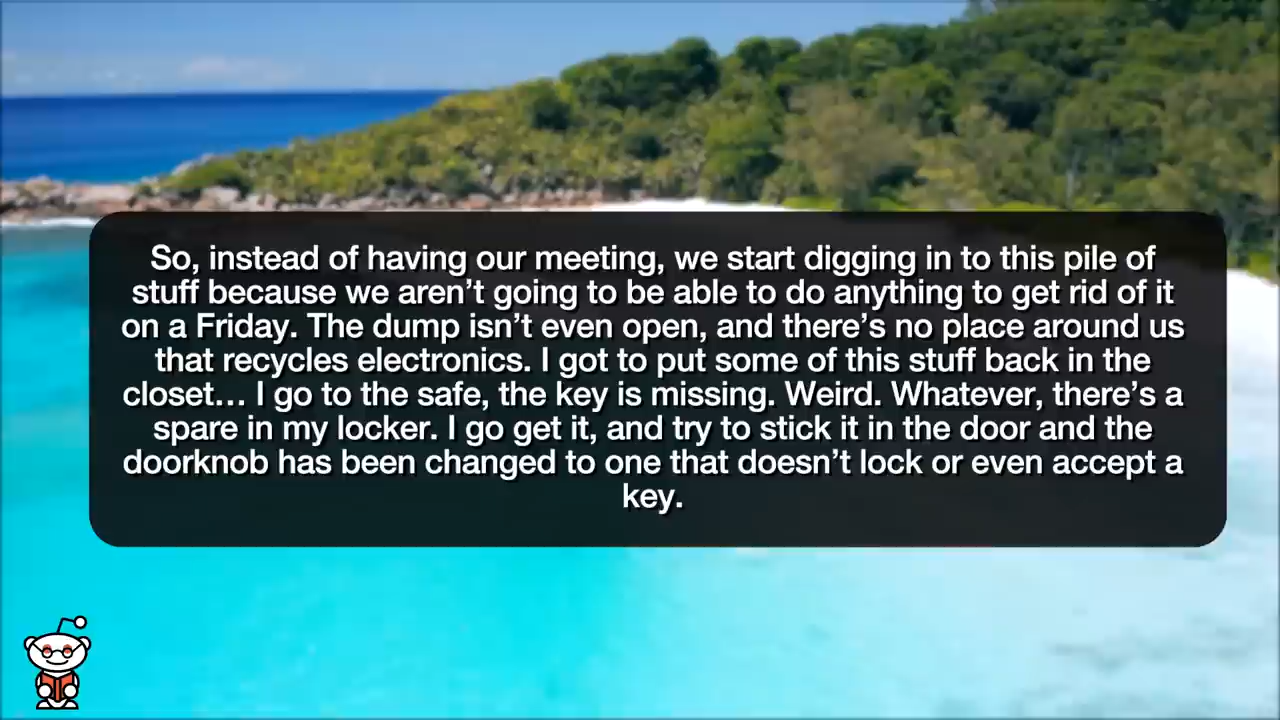 So, instead of having our meeting, we start digging in to this pile of
stuff because we aren’t going to be able to do anything to get rid of it
on a Friday. The dump isn’t even open, and there’s no place around us
that recycles electronics. I got to put some of this stuff back in the
closet... I go to the safe, the key is missing. Weird. Whatever, there’s a
spare in my locker. I go get it, and try to stick it in the door and the
doorknob has been changed to one that doesn’t lock or even accept a
key.